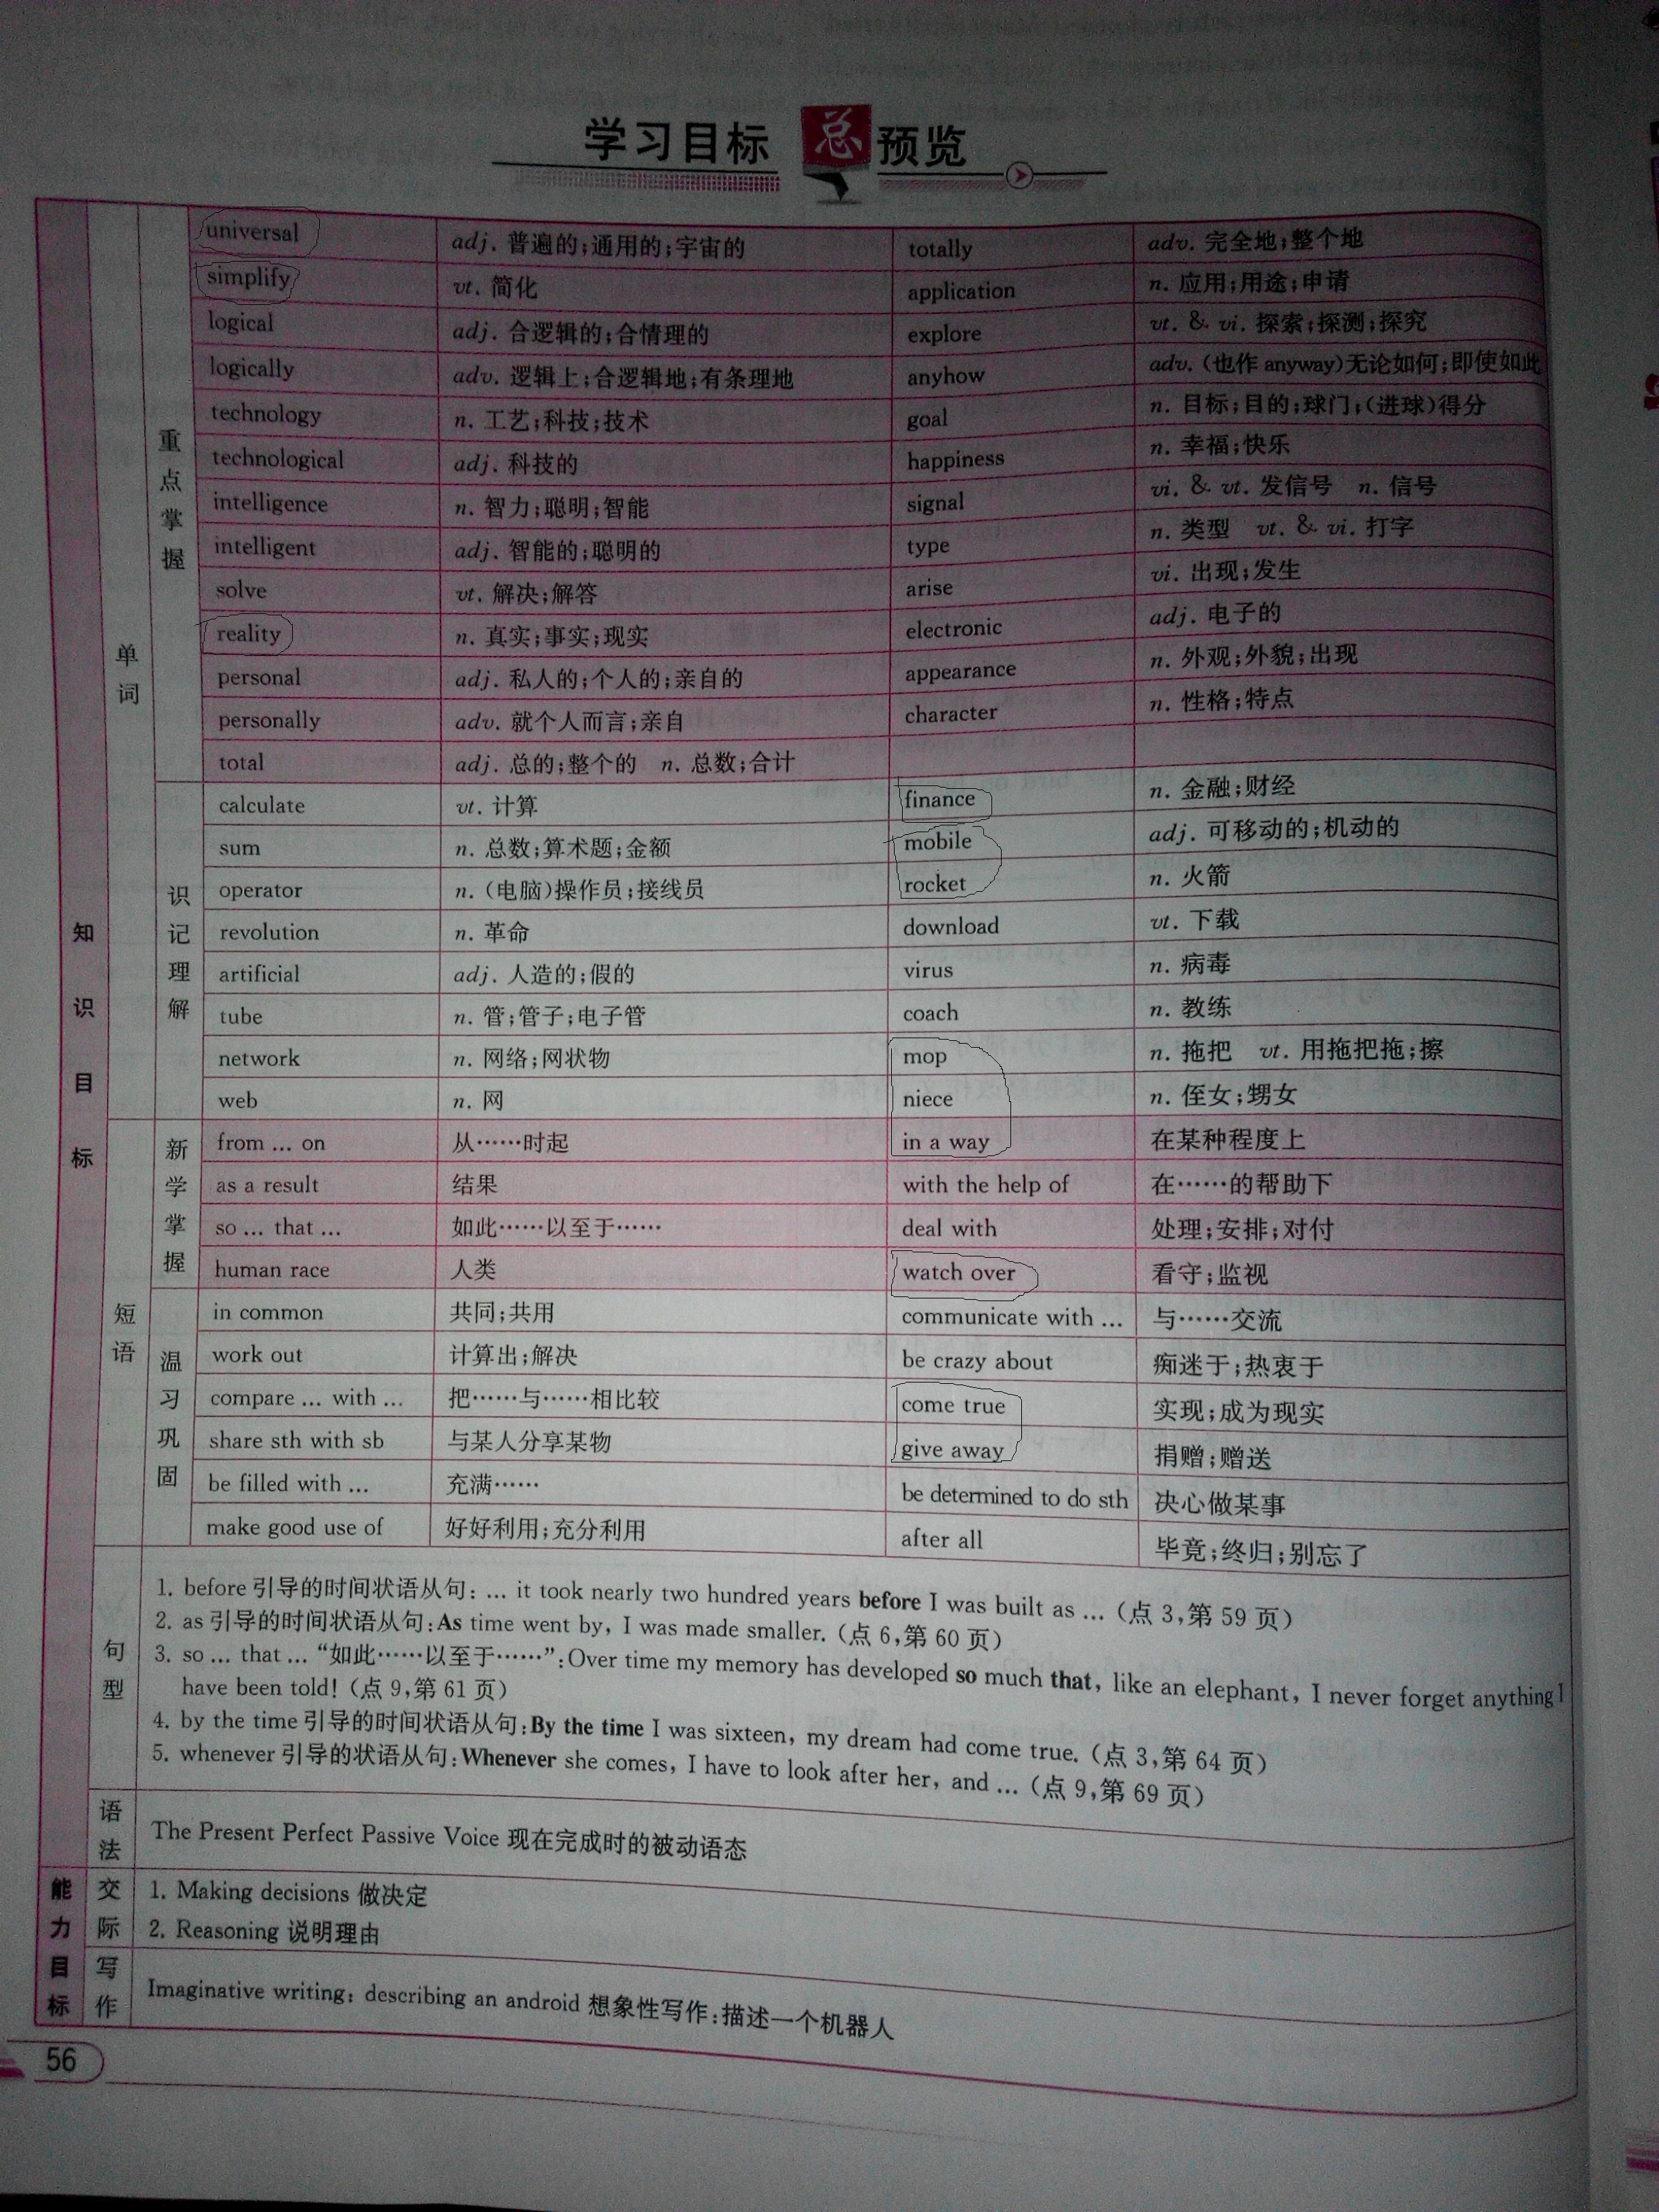 学习目标总预览
知识目标
单词
重点掌握
universal adj. 普遍的;通用的;宇宙的 totally adv. 完全地;整个地
simplify vt. 简化 application n. 应用;用途;申请
logical adj. 合逻辑的;合情理的 explore vt. & vi. 探索;探测;探究
logically adv. 逻辑上;合逻辑地;有条理地 anyhow adv. (也作 anyway)无论如何;即使如此
technology n. 工艺;科技;技术 goal n. 目标;目的;球门;(进球)得分
technological adj. 科技的 happiness n. 幸福;快乐
intelligence n. 智力;聪明;智能 signal vi. & vt. 发信号 n. 信号
intelligent adj. 智能的;聪明的 type n. 类型 vt. & vi. 打字
solve vt. 解决;解答 arise vi. 出现;发生
reality n. 真实;事实;现实 electronic adj. 电子的
personal adj. 私人的;个人的;亲自的 appearance n. 外观;外貌;出现
personally adv. 就个人而言;亲自 character n. 性格;特点
total adj. 总的;整个的 n. 总数;合计
识记理解
calculate vt. 计算 finance n. 金融;财经
sum n. 总数;算术题;金额 mobile adj. 可移动的;机动的
operator n. (电脑)操作员;接线员 rocket n. 火箭
revolution n. 革命 download vt. 下载
artificial adj. 人造的;假的 virus n. 病毒
tube n. 管;管子;电子管 coach n. 教练
network n. 网络;网状物 mop n. 拖把 vt. 用拖把拖;擦
web n. 网 niece n. 侄女;甥女
短语
新学掌握
from … on 从……时起 in a way 在某种程度上
as a result 结果 with the help of 在……的帮助下
so … that … 如此……以至于…… deal with 处理;安排;对付
human race 人类 watch over 看守;监视
温习巩固
in common 共同;共用 communicate with … 与……交流
work out 计算出;解决 be crazy about 痴迷于;热衷于
compare … with … 把……与……相比较 come true 实现;成为现实
share sth with sb 与某人分享某物 give away 捐赠;赠送
be filled with … 充满…… be determined to do sth 决心做某事
make good use of 好好利用;充分利用 after all 毕竟;终归;别忘了
句型
1. before 引导的时间状语从句: … it took nearly two hundred years before I was built as … (点 3,第 59 页)
2. as 引导的时间状语从句:As time went by, I was made smaller. (点 6,第 60 页)
3. so … that … “如此……以至于……”:Over time my memory has developed so much that, like an elephant, I never forget anything I
have been told! (点 9,第 61 页)
4. by the time 引导的时间状语从句:By the time I was sixteen, my dream had come true. (点 3,第 64 页)
5. whenever 引导的状语从句:Whenever she comes, I have to look after her, and … (点 9,第 69 页)
语法
The Present Perfect Passive Voice 现在完成时的被动语态
能力目标
交际
1. Making decisions 做决定
2. Reasoning 说明理由
写作
Imaginative writing: describing an android 想象性写作:描述一个机器人
56